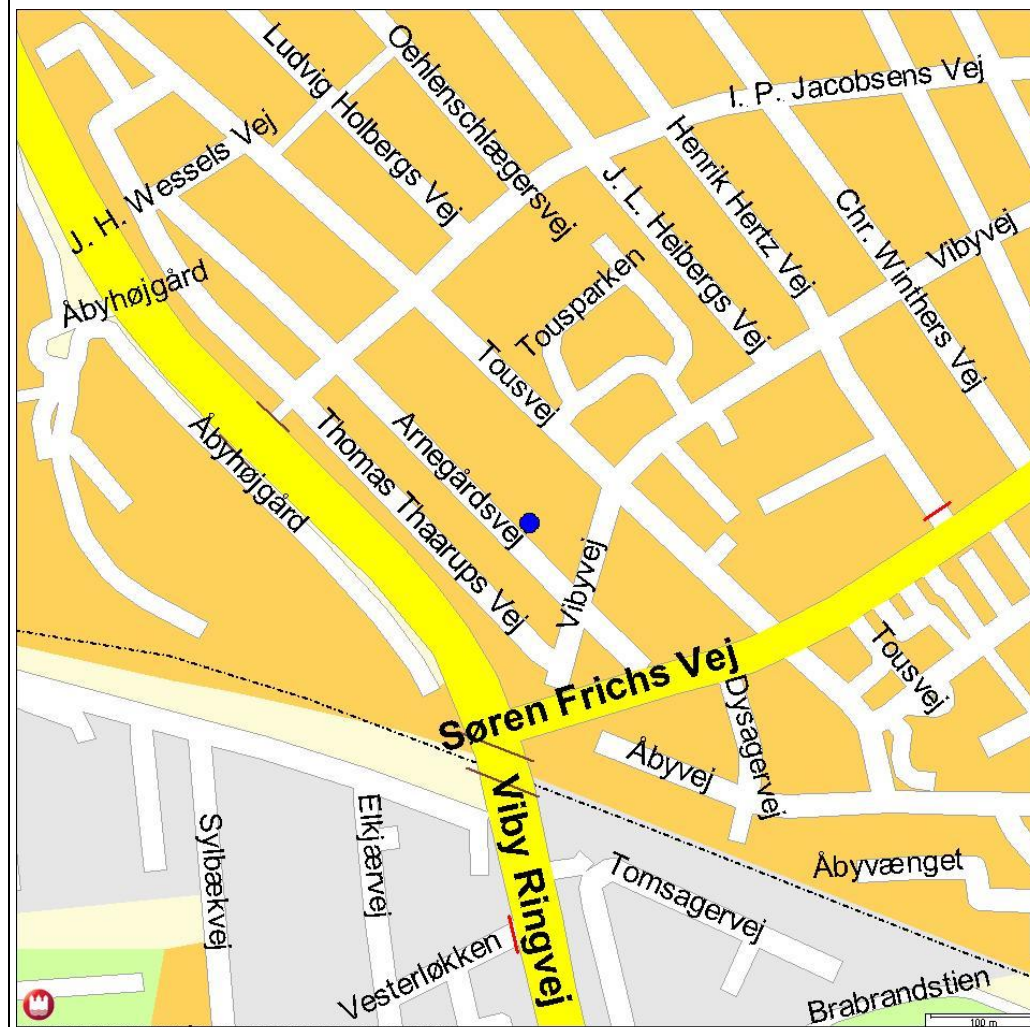 Ludvig Holbergs Vej
Oehlenschlægersvej
I. P. Jacobsens Vej
J. H. Wessels Vej
Henrik Hertz Vej
J. L. Heibergs Vej
Chr. Winthers Vej
Vibyvej
Åbyhøjgård
Tousparken
Tousvej
Arnegårdsvej
Thomas Thaarups Vej
Åbyhøjgård
Vibyvej
Søren Frichs Vej
Tousvej
Dysagervej
Åbyvej
Viby Ringvej
Elkjærvej
Sylbækvej
Tomsagervej
Åbyvænget
Vesterløkken
Brabrandstien
100 m